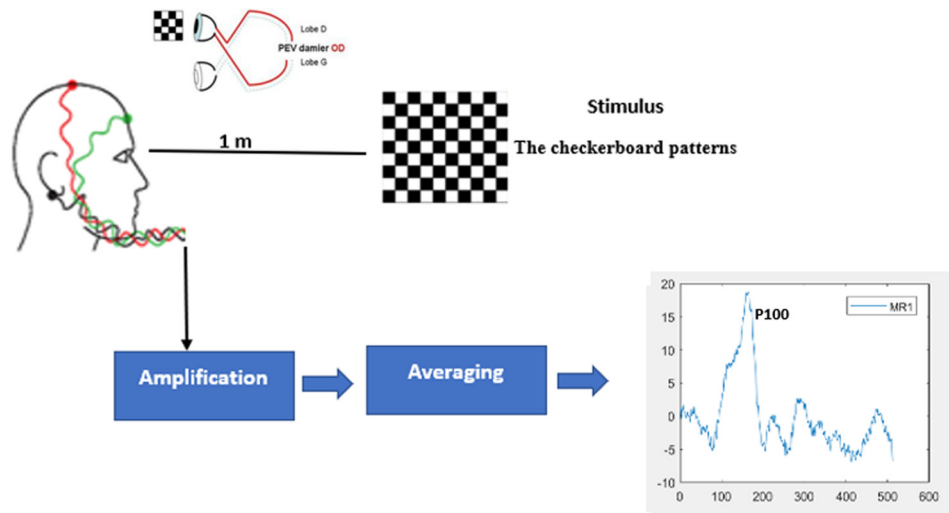 Lobe D
PEV damier OD
Lobe G
1 m
Stimulus
The checkerboard patterns
Amplification
Averaging
20
15
10
5
0
-5
-10
0
100
200
300
400
500
600
P100
MR1